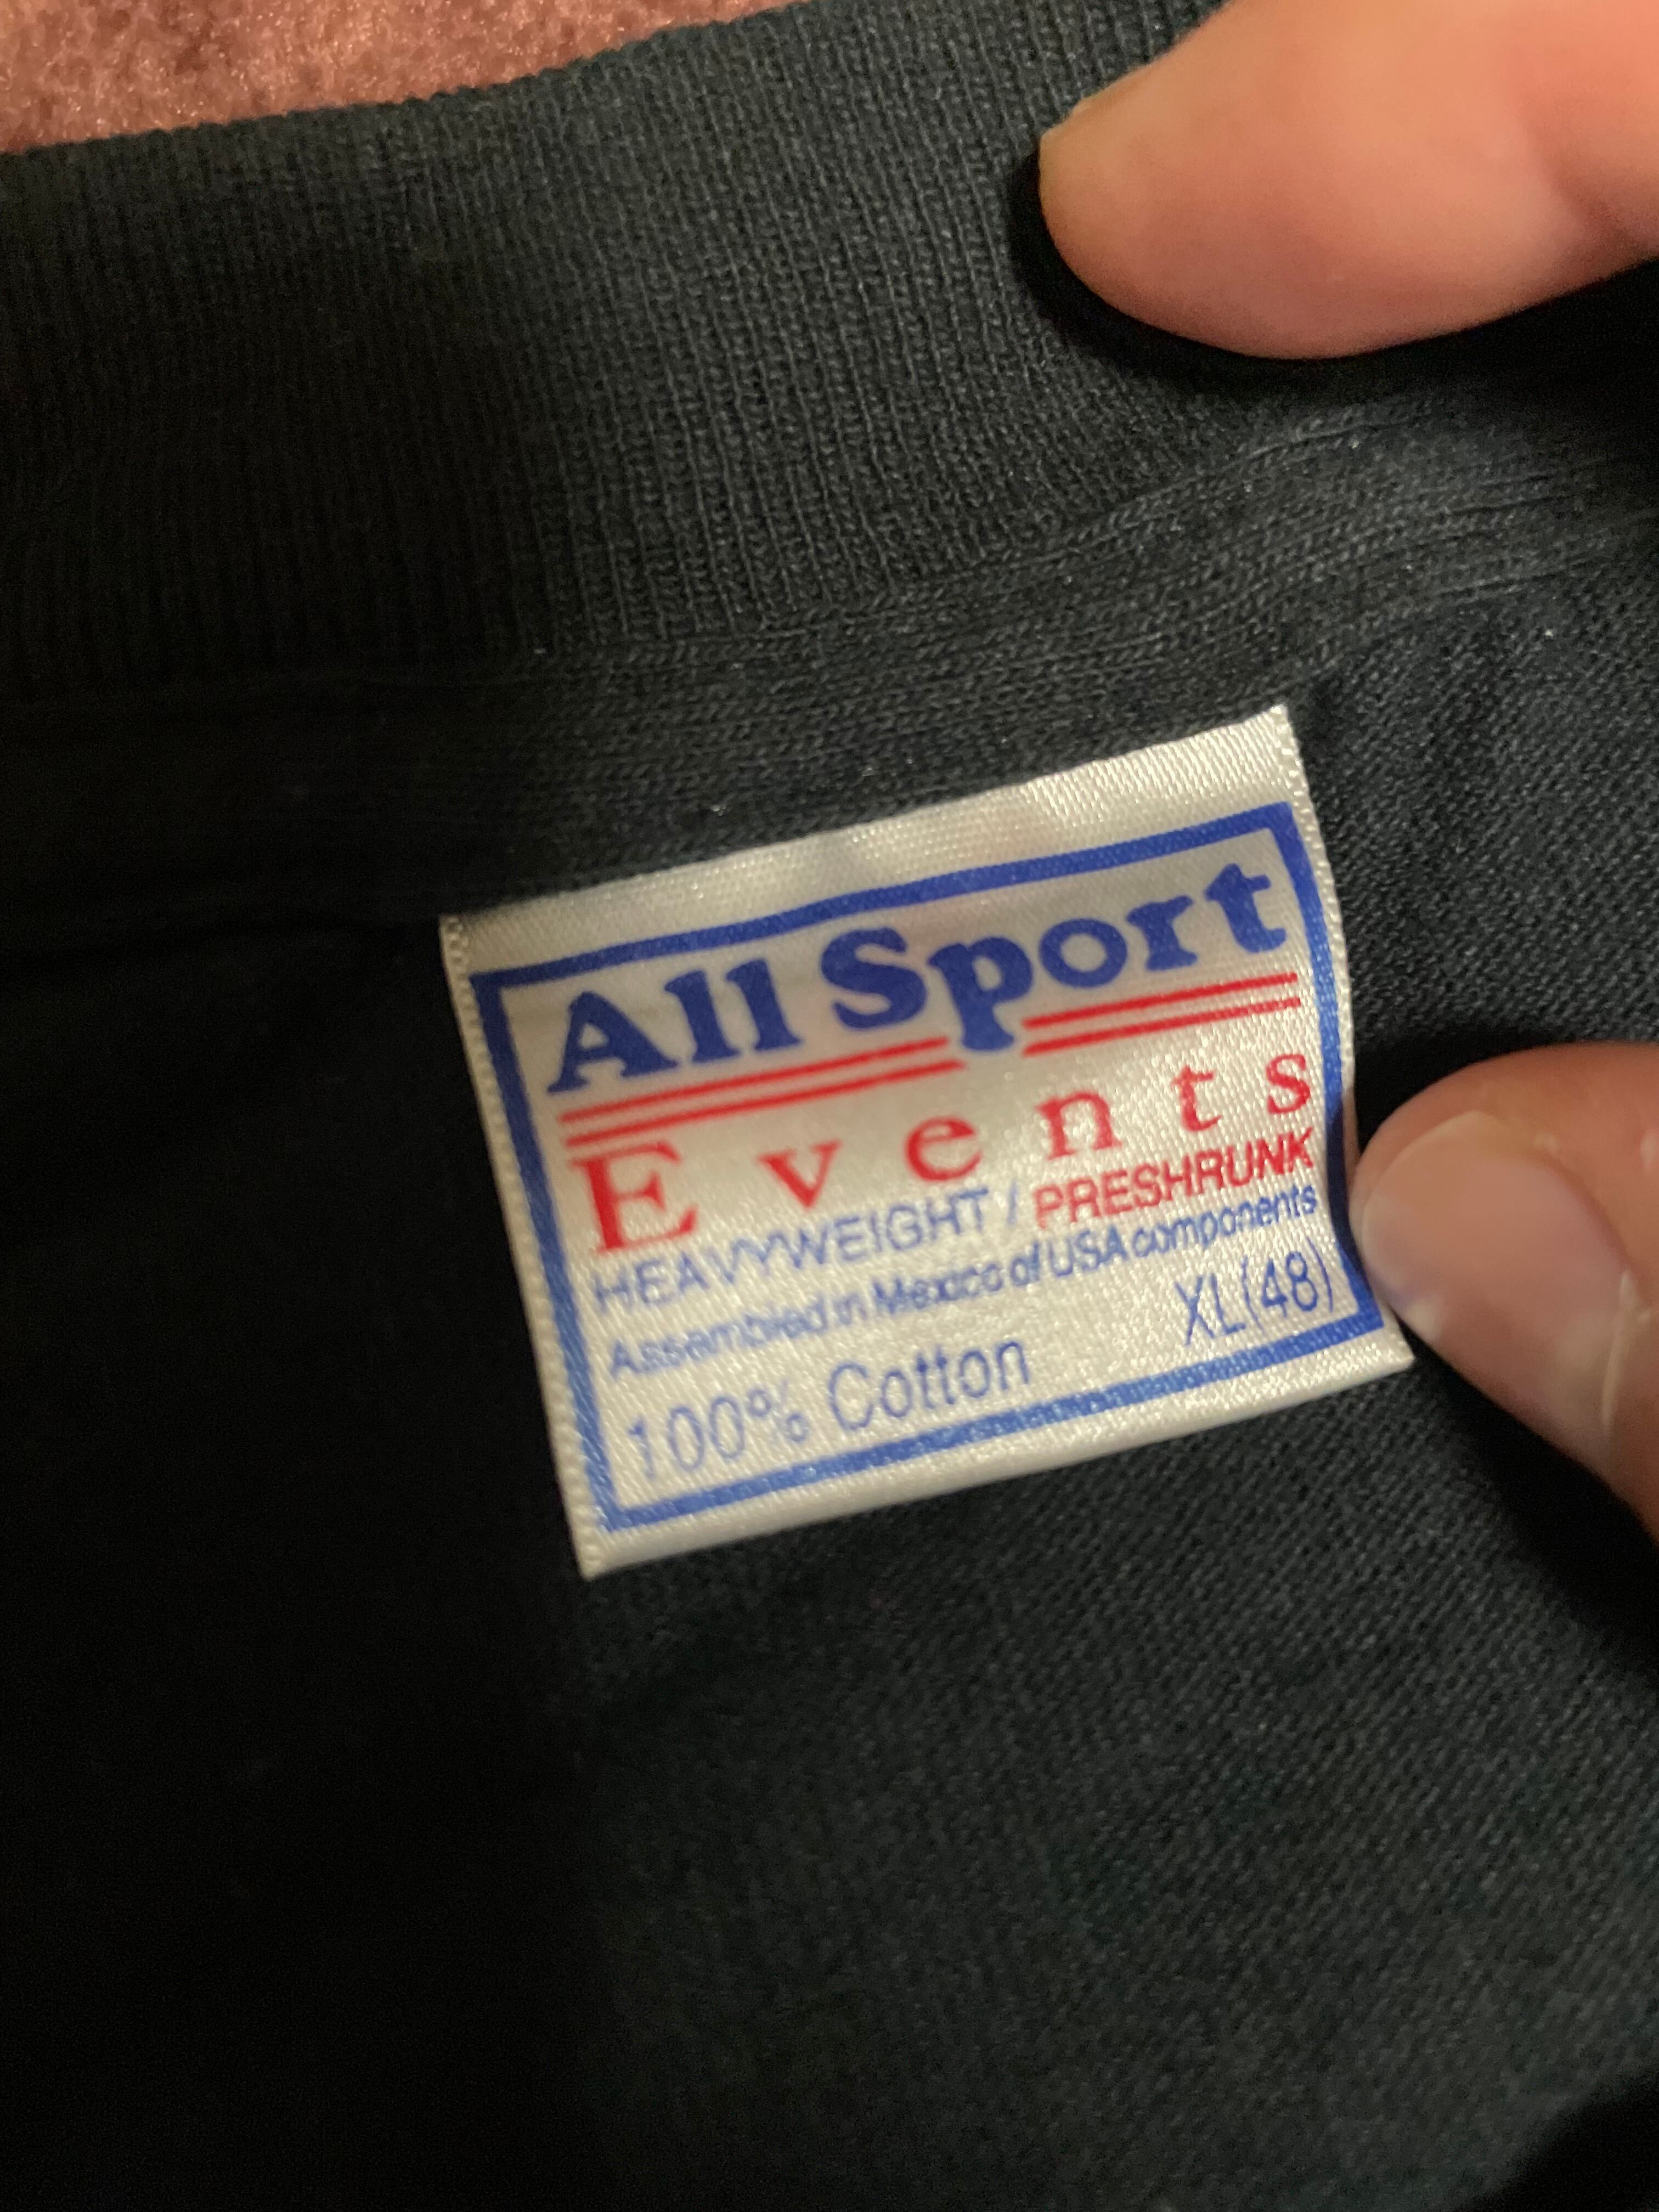 All Sport
Events
HEAVYWEIGHT / PRESHRUNK
Assembled in Mexico of USA components
100% Cotton XL(48)